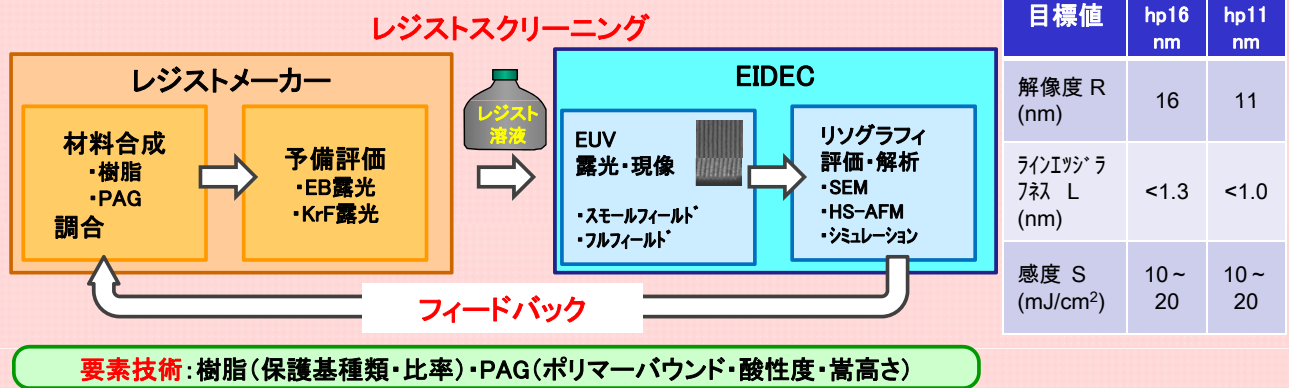 レジストスクリーニング
レジストメーカー
材料合成
・樹脂
・PAG
調合
予備評価
・EB露光
・KrF露光
レジスト
溶液
EIDEC
EUV
露光・現像
・スモールフィールド
・フルフィールド
リソグラフィ
評価・解析
・SEM
・HS-AFM
・シミュレーション
フィードバック
要素技術:樹脂(保護基種類・比率)・PAG(ポリマーバウンド・酸性度・嵩高さ)
目標値 hp16 nm hp11 nm
解像度 R (nm) 16 11
ラインエッジラフネス L (nm) <1.3 <1.0
感度 S (mJ/cm²) 10~20 10~20